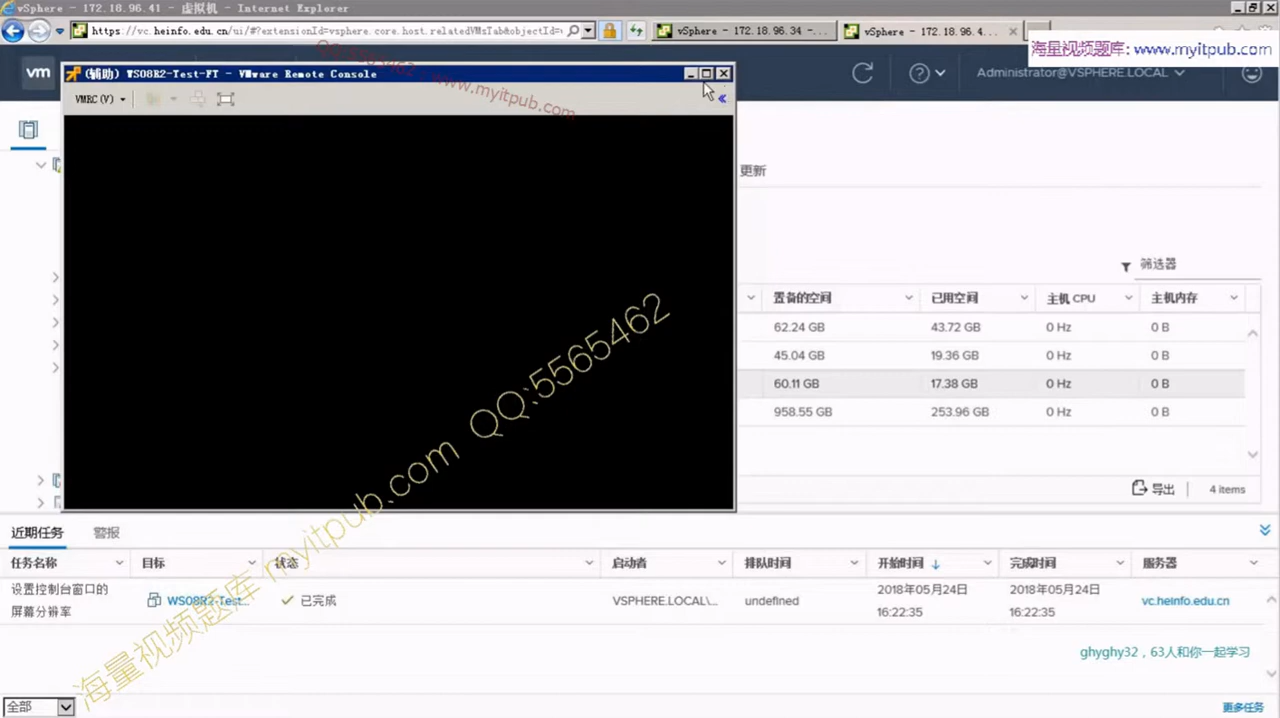 vSphere - 172.18.96.41 - 虚拟机 - Internet Explorer
https://vc.heinfo.edu.cn/ui/#?extensionId=vsphere.core.host.relatedVMsTab&objectId=
vSphere - 172.18.96.34 -...
vSphere - 172.18.96.4...
海量视频题库: www.myitpub.com
vm
(辅助) WS08R2-Test-FT - VMware Remote Console
Administrator@VSPHERE.LOCAL
www.myitpub.com
VMRC(V)
更新
筛选器
置备的空间 已用空间 主机 CPU 主机内存
62.24 GB 43.72 GB 0 Hz 0 B
45.04 GB 19.36 GB 0 Hz 0 B
60.11 GB 17.38 GB 0 Hz 0 B
958.55 GB 253.96 GB 0 Hz 0 B
导出 4 items
海量视频题库 myitpub.com QQ:5565462
近期任务 警报
任务名称 目标 状态 启动者 排队时间 开始时间 完成时间 服务器
设置控制台窗口的
屏幕分辨率 WS08R2-Test... 已完成 VSPHERE.LOCAL\... undefined 2018年05月24日 16:22:35 2018年05月24日 16:22:35 vc.heinfo.edu.cn
ghyghy32，63人和你一起学习
全部 更多任务